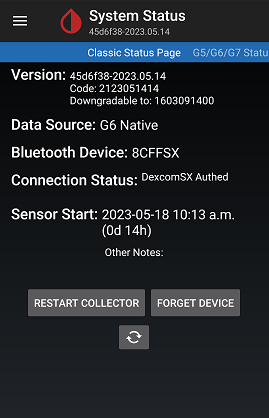 System Status
45d6f38-2023.05.14
Classic Status Page G5/G6/G7 Statu
Version: 45d6f38-2023.05.14
Code: 2123051414
Downgradable to: 1603091400
Data Source: G6 Native
Bluetooth Device: 8CFFSX
Connection Status: DexcomSX Authed
Sensor Start: 2023-05-18 10:13 a.m.
(0d 14h)
Other Notes:
RESTART COLLECTOR FORGET DEVICE